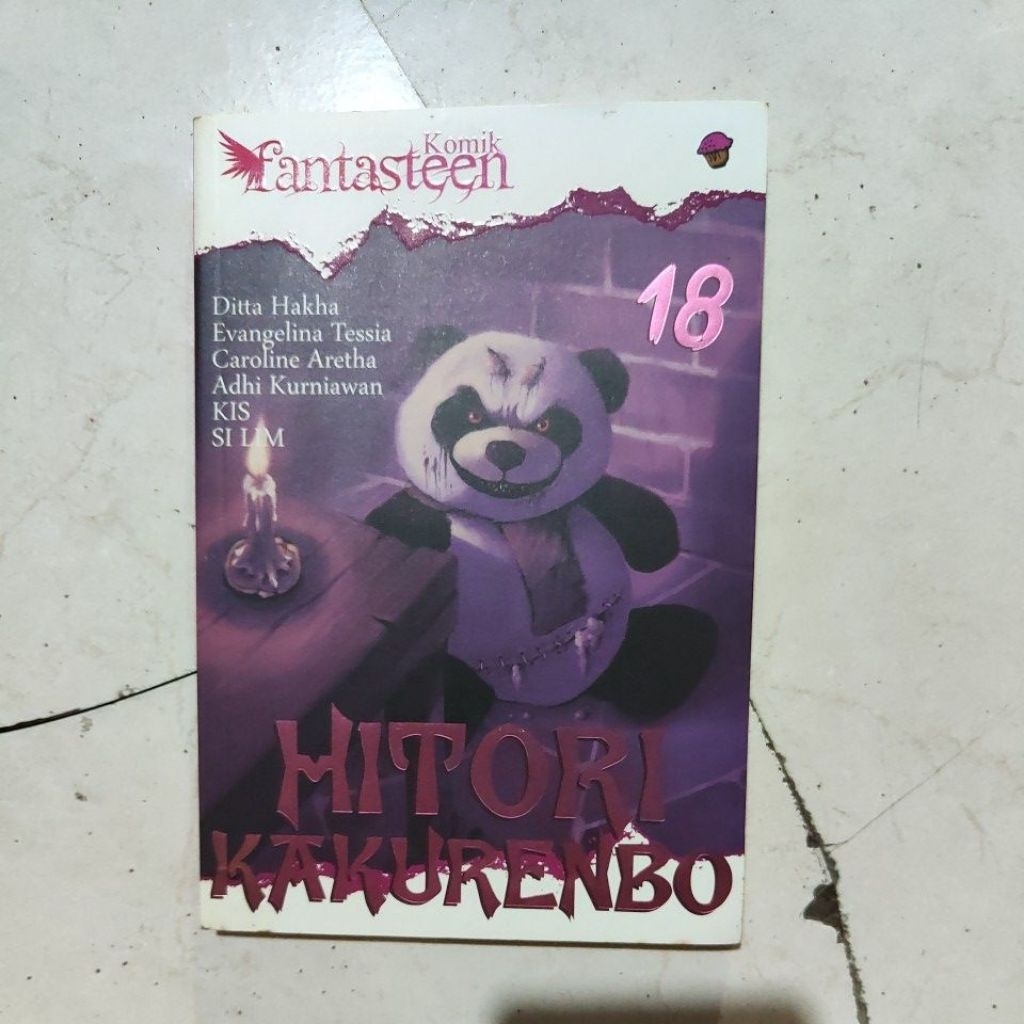 Komik
fantasteen
18
Ditta Hakha
Evangelina Tessia
Caroline Aretha
Adhi Kurniawan
KIS
SI LIM
HITORI
KAKURENBO